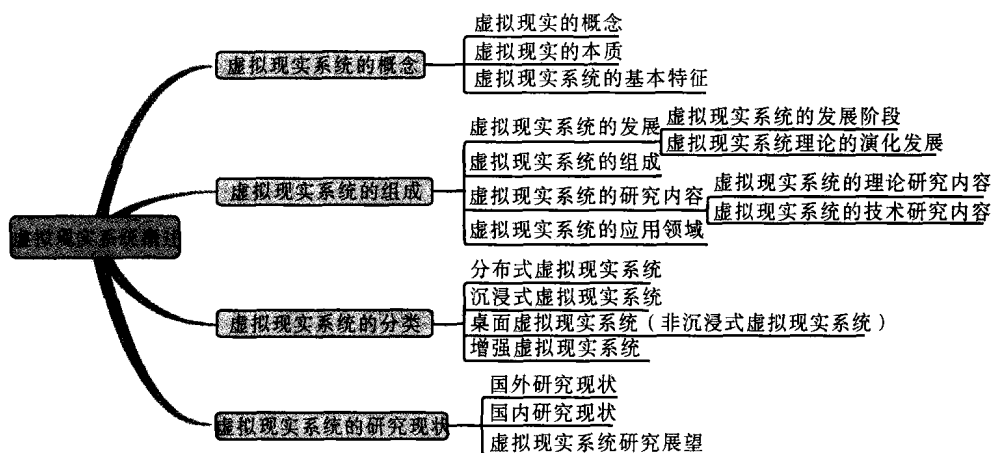 虚拟现实的概念
虚拟现实系统的概念
虚拟现实的本质
虚拟现实系统的基本特征
虚拟现实系统的发展
虚拟现实系统的发展阶段
虚拟现实系统理论的演化发展
虚拟现实系统的组成
虚拟现实系统的组成
虚拟现实系统的研究内容
虚拟现实系统的理论研究内容
虚拟现实系统的技术研究内容
虚拟现实系统的应用领域
虚拟现实系统
分布式虚拟现实系统
沉浸式虚拟现实系统
虚拟现实系统的分类
桌面虚拟现实系统（非沉浸式虚拟现实系统）
增强虚拟现实系统
国外研究现状
国内研究现状
虚拟现实系统的研究现状
虚拟现实系统研究展望